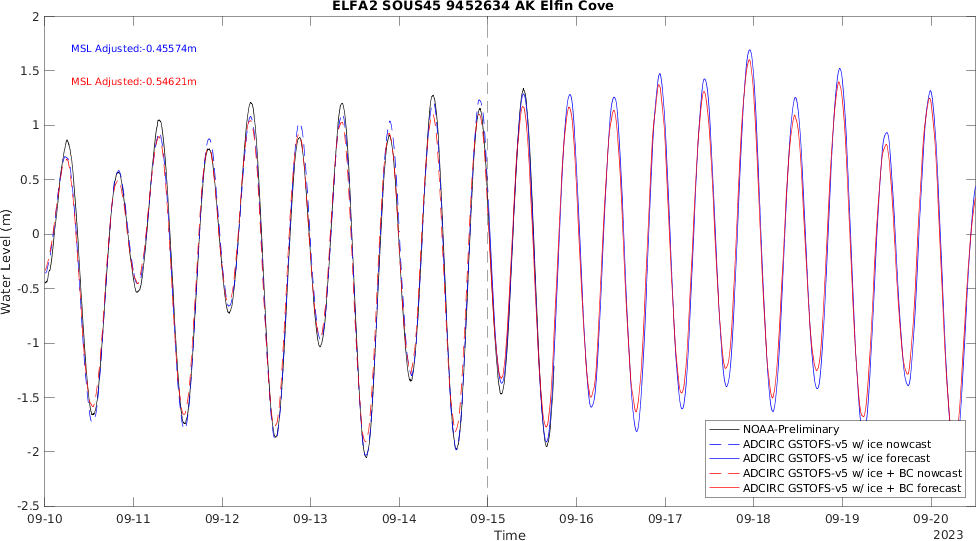 ELFA2 SOUS45 9452634 AK Elfin Cove
MSL Adjusted:-0.45574m
MSL Adjusted:-0.54621m
Water Level (m)
2
1.5
1
0.5
0
-0.5
-1
-1.5
-2
-2.5
NOAA-Preliminary
ADCIRC GSTOFS-v5 w/ ice nowcast
ADCIRC GSTOFS-v5 w/ ice forecast
ADCIRC GSTOFS-v5 w/ ice + BC nowcast
ADCIRC GSTOFS-v5 w/ ice + BC forecast
09-10 09-11 09-12 09-13 09-14 09-15 09-16 09-17 09-18 09-19 09-20
Time
2023